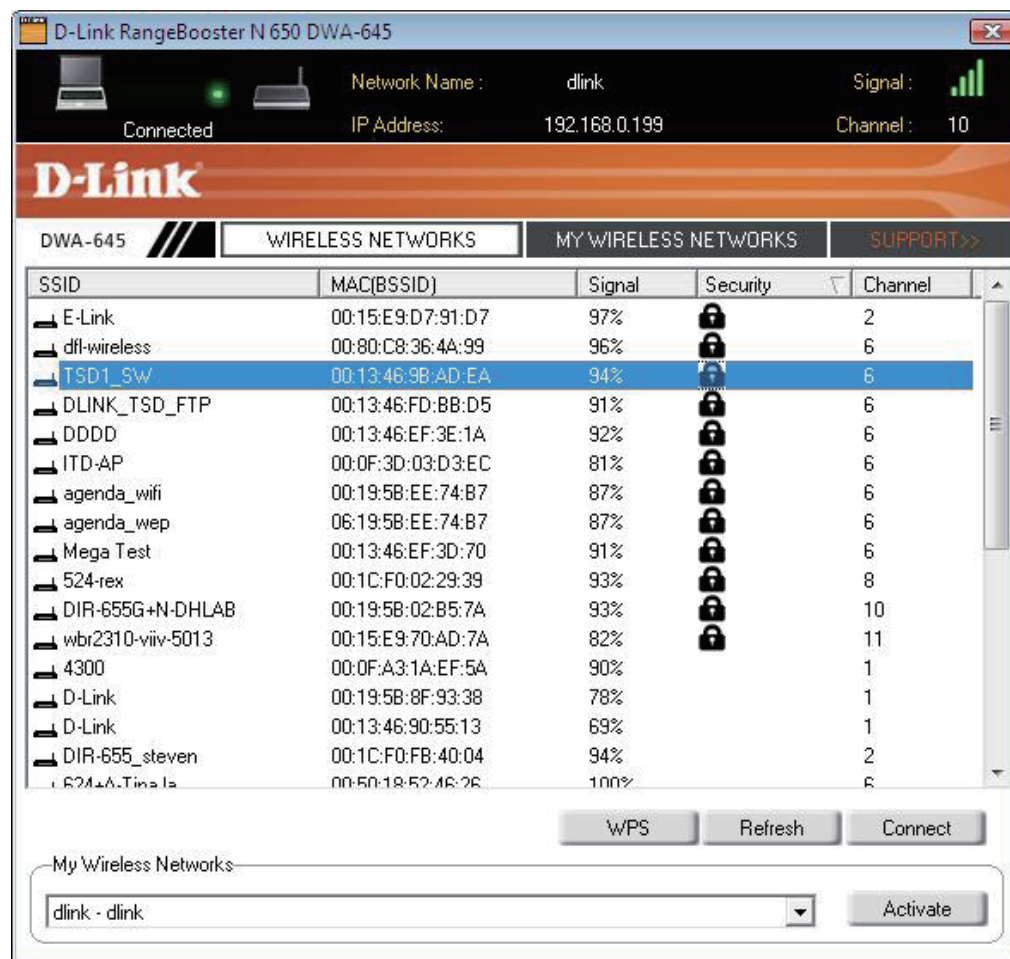 D-Link RangeBooster N 650 DWA-645
Network Name : dlink Signal :
Connected IP Address: 192.168.0.199 Channel : 10
D-Link
DWA-645 WIRELESS NETWORKS MY WIRELESS NETWORKS SUPPORT>>
SSID MAC(BSSID) Signal Security Channel
E-Link 00:15:E9:D7:91:D7 97% 2
dfl-wireless 00:80:C8:36:4A:99 96% 6
TSD1_SW 00:13:46:9B:AD:EA 94% 6
DLINK_TSD_FTP 00:13:46:FD:BB:D5 91% 6
DDDD 00:13:46:EF:3E:1A 92% 6
ITD-AP 00:0F:3D:03:D3:EC 81% 6
agenda_wifi 00:19:5B:EE:74:B7 87% 6
agenda_wep 06:19:5B:EE:74:B7 87% 6
Mega Test 00:13:46:EF:3D:70 91% 6
524-rex 00:1C:F0:02:29:39 93% 8
DIR-655G+N-DHLAB 00:19:5B:02:B5:7A 93% 10
wbr2310-viiv-5013 00:15:E9:70:AD:7A 82% 11
4300 00:0F:A3:1A:EF:5A 90% 1
D-Link 00:19:5B:8F:93:38 78% 1
D-Link 00:13:46:90:55:13 69% 1
DIR-655_steven 00:1C:F0:FB:40:04 94% 2
00:50:18:52:46:26 100% 6
WPS Refresh Connect
My Wireless Networks
dlink - dlink Activate